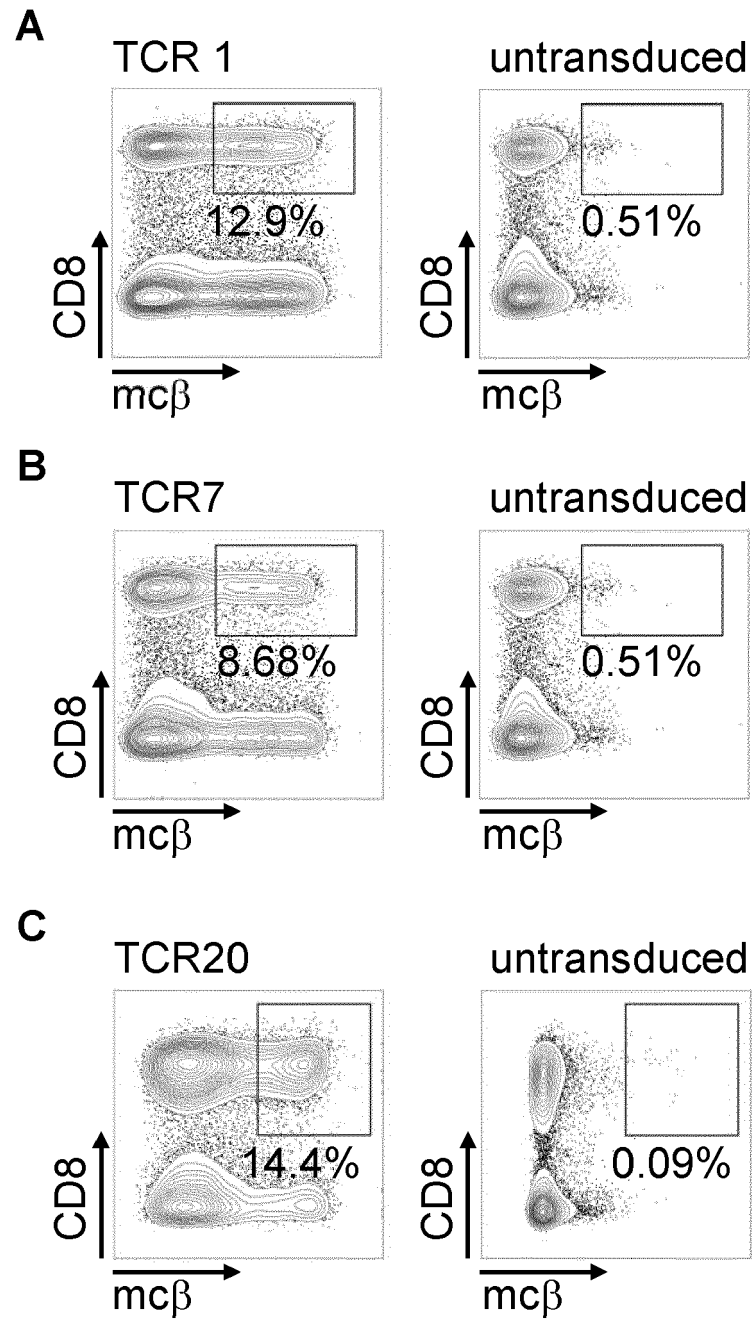 A
TCR 1
untransduced
12.9%
0.51%
CD8
CD8
mcβ
mcβ
B
TCR7
untransduced
8.68%
0.51%
CD8
CD8
mcβ
mcβ
C
TCR20
untransduced
14.4%
0.09%
CD8
CD8
mcβ
mcβ